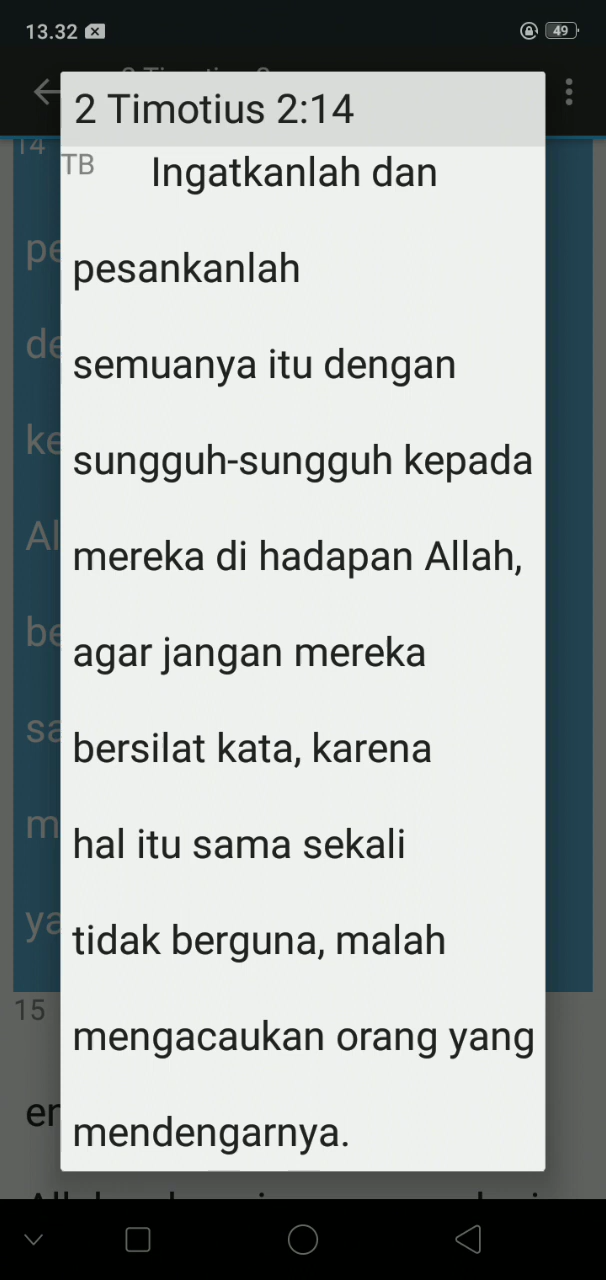 13.32
49
2 Timotius 2:14
TB Ingatkanlah dan
pesankanlah
semuanya itu dengan
sungguh-sungguh kepada
mereka di hadapan Allah,
agar jangan mereka
bersilat kata, karena
hal itu sama sekali
tidak berguna, malah
mengacaukan orang yang
mendengarnya.
14
15